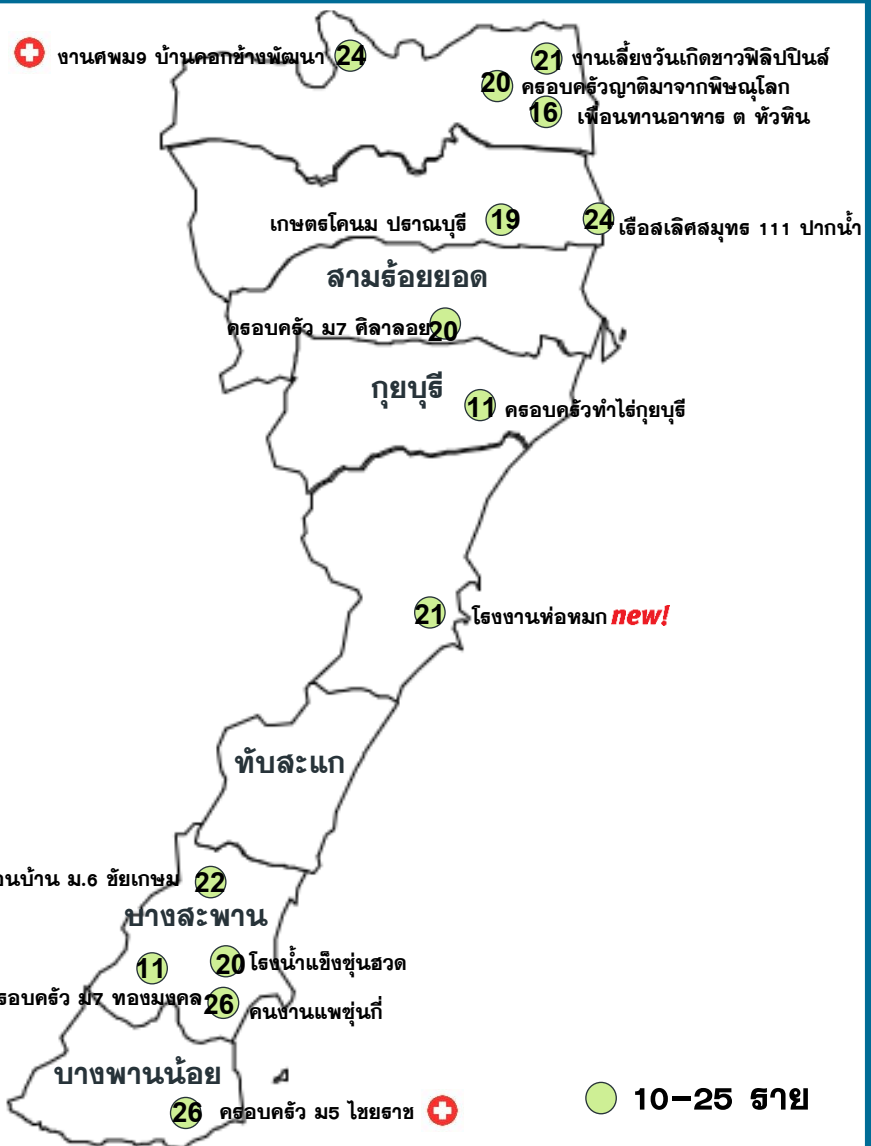 งานศพม9 บ้านคอกช้างพัฒนา 24
21 งานเลี้ยงวันเกิดชาวฟิลิปปินส์
20 ครอบครัวญาติมาจากพิษณุโลก
16 เพื่อนทานอาหาร ต หัวหิน
เกษตรโคนม ปราณบุรี 19
24 เรือสเลิศสมุทร 111 ปากน้ำ
สามร้อยยอด
ครอบครัว ม7 ศิลาลอย 20
กุยบุรี
11 ครอบครัวทำไร่กุยบุรี
21 โรงงานห่อหมก new!
ทับสะแก
านบ้าน ม.6 ชัยเกษม 22
บางสะพาน
11
20 โรงน้ำแข็งซุ่นฮวด
รอบครัว ม7 ทองมงคล
26 คนงานแพซุ่นกี่
บางพานน้อย
26 ครอบครัว ม5 ไชยราช
10-25 ราย